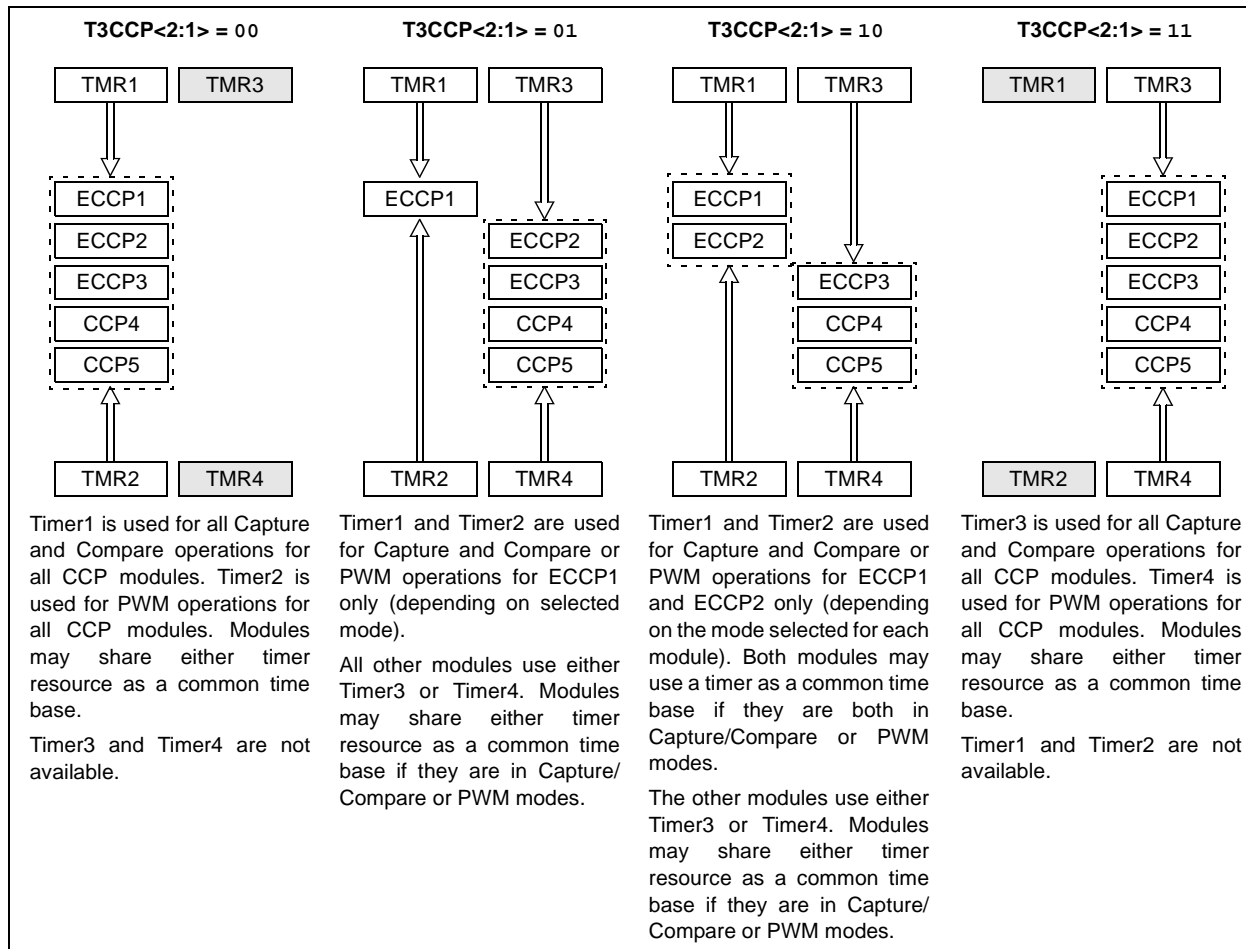 T3CCP<2:1> = 00
TMR1 TMR3
ECCP1
ECCP2
ECCP3
CCP4
CCP5
TMR2 TMR4
Timer1 is used for all Capture
and Compare operations for
all CCP modules. Timer2 is
used for PWM operations for
all CCP modules. Modules
may share either timer
resource as a common time
base.
Timer3 and Timer4 are not
available.
T3CCP<2:1> = 01
TMR1 TMR3
ECCP1
ECCP2
ECCP3
CCP4
CCP5
TMR2 TMR4
Timer1 and Timer2 are used
for Capture and Compare or
PWM operations for ECCP1
only (depending on selected
mode).
All other modules use either
Timer3 or Timer4. Modules
may share either timer
resource as a common time
base if they are in Capture/
Compare or PWM modes.
T3CCP<2:1> = 10
TMR1 TMR3
ECCP1
ECCP2
ECCP3
CCP4
CCP5
TMR2 TMR4
Timer1 and Timer2 are used
for Capture and Compare or
PWM operations for ECCP1
and ECCP2 only (depending
on the mode selected for each
module). Both modules may
use a timer as a common time
base if they are both in
Capture/Compare or PWM
modes.
The other modules use either
Timer3 or Timer4. Modules
may share either timer
resource as a common time
base if they are in Capture/
Compare or PWM modes.
T3CCP<2:1> = 11
TMR1 TMR3
ECCP1
ECCP2
ECCP3
CCP4
CCP5
TMR2 TMR4
Timer3 is used for all Capture
and Compare operations for
all CCP modules. Timer4 is
used for PWM operations for
all CCP modules. Modules
may share either timer
resource as a common time
base.
Timer1 and Timer2 are not
available.